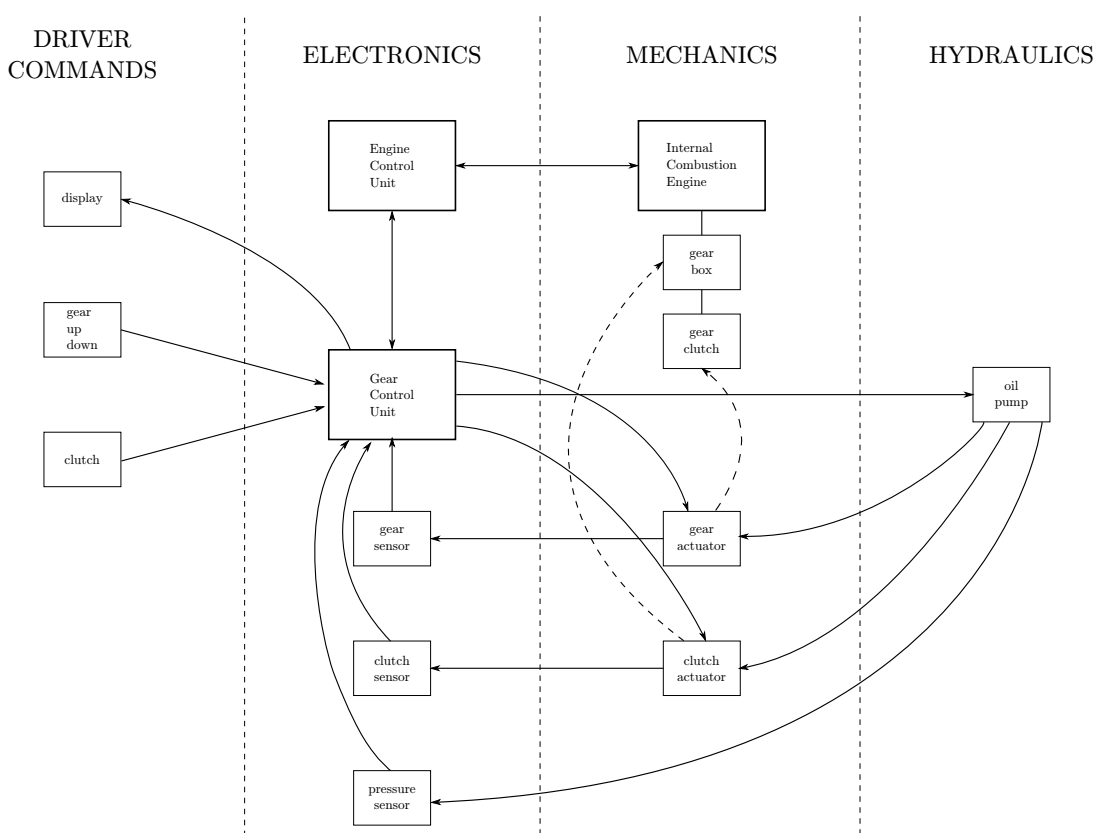 DRIVER
COMMANDS
ELECTRONICS
MECHANICS
HYDRAULICS
Engine
Control
Unit
Internal
Combustion
Engine
display
gear
box
gear
up
down
gear
clutch
Gear
Control
Unit
oil
pump
clutch
gear
sensor
gear
actuator
clutch
sensor
clutch
actuator
pressure
sensor